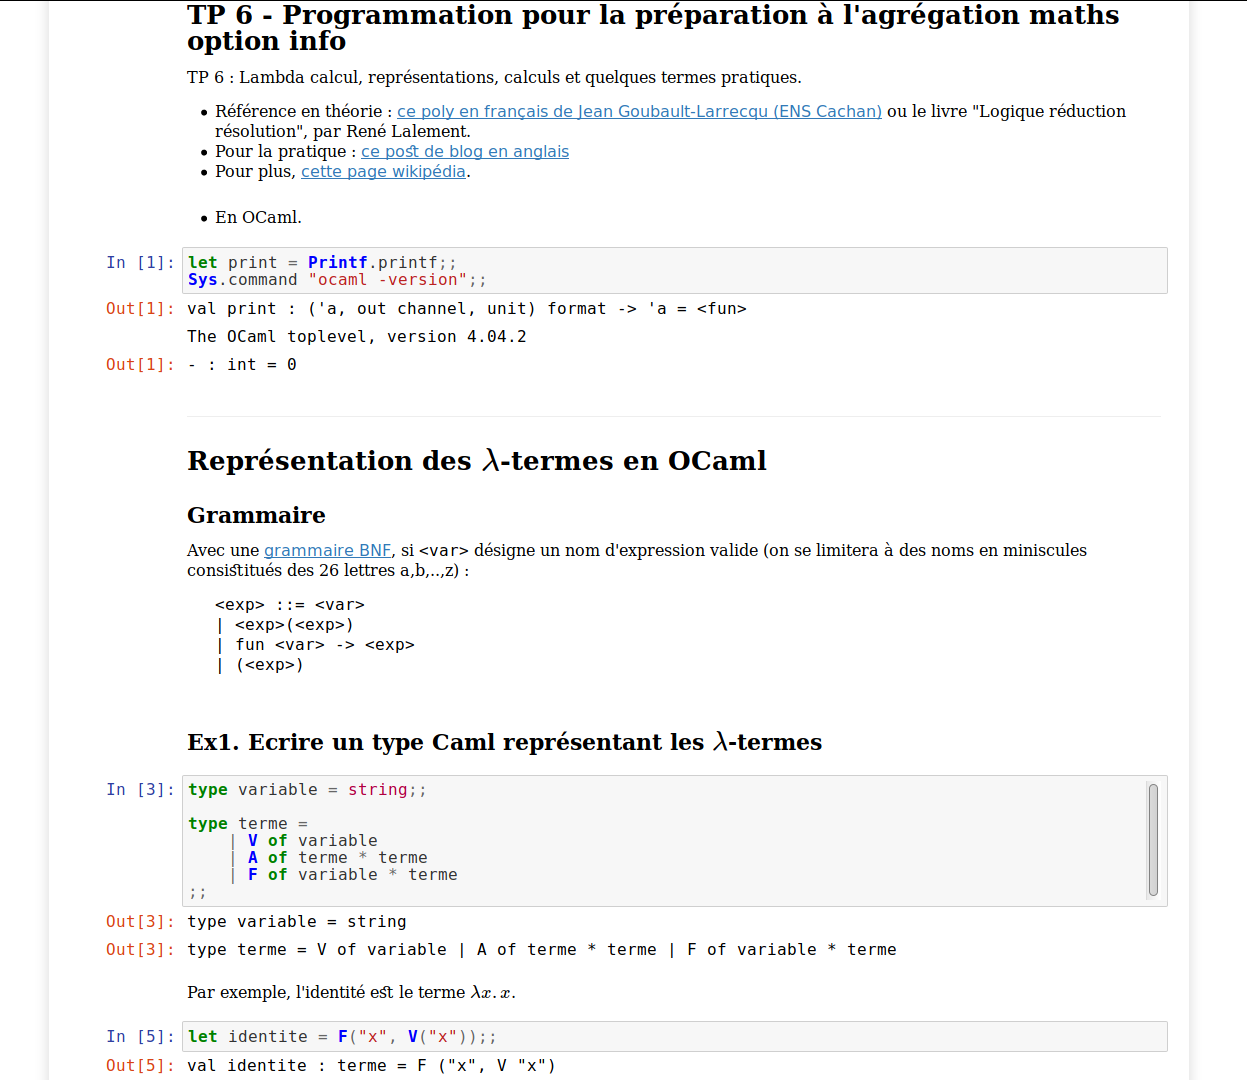 TP 6 - Programmation pour la préparation à l'agrégation maths
option info
TP 6 : Lambda calcul, représentations, calculs et quelques termes pratiques.
• Référence en théorie : ce poly en français de Jean Goubault-Larrecqu (ENS Cachan) ou le livre "Logique réduction
résolution", par René Lalement.
• Pour la pratique : ce post de blog en anglais
• Pour plus, cette page wikipédia.
• En OCaml.
In [1]: let print = Printf.printf;;
Sys.command "ocaml -version";;
Out[1]: val print : ('a, out channel, unit) format -> 'a = <fun>
The OCaml toplevel, version 4.04.2
Out[1]: - : int = 0
Représentation des λ-termes en OCaml
Grammaire
Avec une grammaire BNF, si <var> désigne un nom d'expression valide (on se limitera à des noms en miniscules
consistitués des 26 lettres a,b,..,z) :
<exp> ::= <var>
| <exp>(<exp>)
| fun <var> -> <exp>
| (<exp>)
Ex1. Ecrire un type Caml représentant les λ-termes
In [3]: type variable = string;;
type terme =
| V of variable
| A of terme * terme
| F of variable * terme
;;
Out[3]: type variable = string
Out[3]: type terme = V of variable | A of terme * terme | F of variable * terme
Par exemple, l'identité est le terme λx. x.
In [5]: let identite = F("x", V("x"));;
Out[5]: val identite : terme = F ("x", V "x")